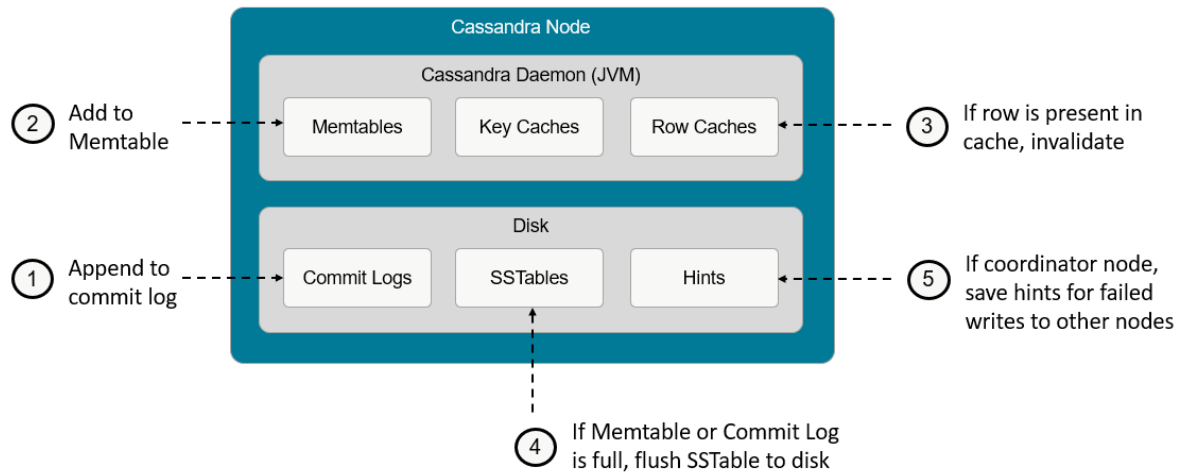 Cassandra Node
Cassandra Daemon (JVM)
2
Add to
Memtable
Memtables
Key Caches
Row Caches
3
If row is present in
cache, invalidate
Disk
1
Append to
commit log
Commit Logs
SSTables
Hints
5
If coordinator node,
save hints for failed
writes to other nodes
4
If Memtable or Commit Log
is full, flush SSTable to disk